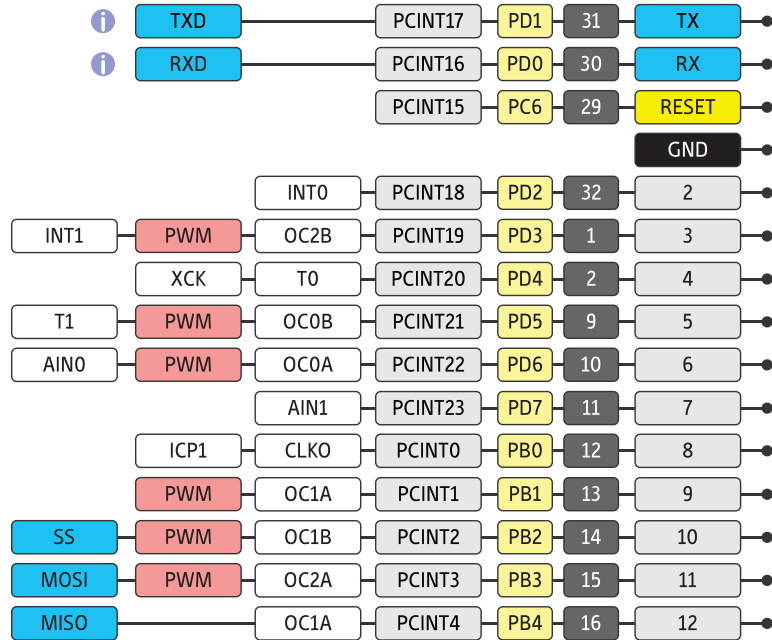 i TXD PCINT17 PD1 31 TX
i RXD PCINT16 PD0 30 RX
PCINT15 PC6 29 RESET
GND
INT0 PCINT18 PD2 32 2
INT1 PWM OC2B PCINT19 PD3 1 3
XCK T0 PCINT20 PD4 2 4
T1 PWM OC0B PCINT21 PD5 9 5
AIN0 PWM OC0A PCINT22 PD6 10 6
AIN1 PCINT23 PD7 11 7
ICP1 CLKO PCINT0 PB0 12 8
PWM OC1A PCINT1 PB1 13 9
SS PWM OC1B PCINT2 PB2 14 10
MOSI PWM OC2A PCINT3 PB3 15 11
MISO OC1A PCINT4 PB4 16 12